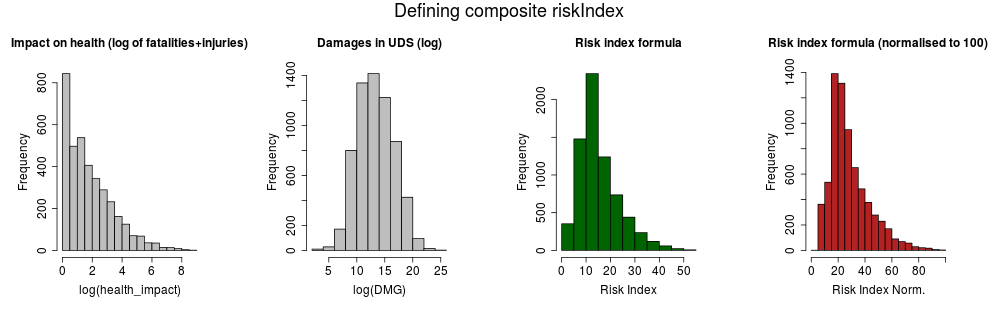 Defining composite riskIndex
Impact on health (log of fatalities+injuries)
Frequency
0
200
400
600
800
0 2 4 6 8
log(health_impact)
Damages in UDS (log)
Frequency
0
200
600
1000
1400
5 10 15 20 25
log(DMG)
Risk index formula
Frequency
0
500
1000
2000
0 10 20 30 40 50
Risk Index
Risk index formula (normalised to 100)
Frequency
0
200
600
1000
1400
0 20 40 60 80
Risk Index Norm.